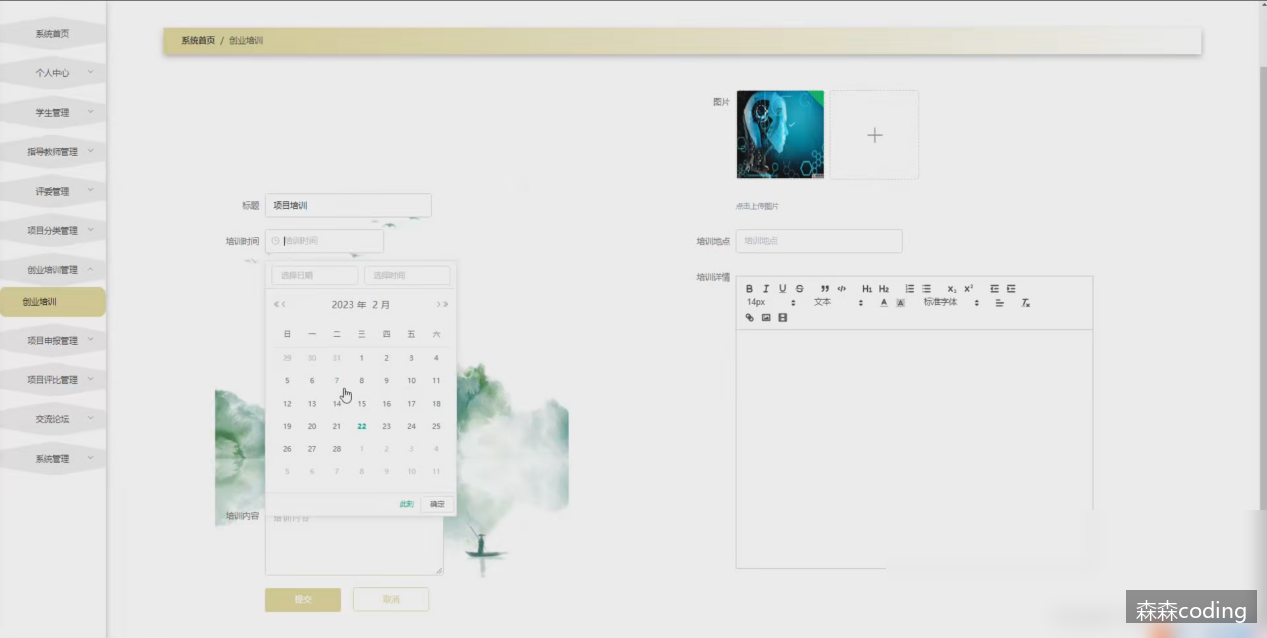 系统首页
个人中心
学生管理
指导教师管理
评委管理
项目分类管理
创业培训管理
创业培训
项目申报管理
项目评比管理
交流论坛
系统管理
系统首页 / 创业培训
图片
点击上传图片
标题 项目培训
培训时间 培训时间
培训地点 培训地点
选择日期 选择时间
2023 年 2 月
日 一 二 三 四 五 六
29 30 31 1 2 3 4
5 6 7 8 9 10 11
12 13 14 15 16 17 18
19 20 21 22 23 24 25
26 27 28 1 2 3 4
5 6 7 8 9 10 11
此刻 确定
培训详情
B I U S ” </> H1 H2 X2 X2
14px 文本 A A 标准字体 Tx
培训内容 培训内容
提交 取消
森森coding